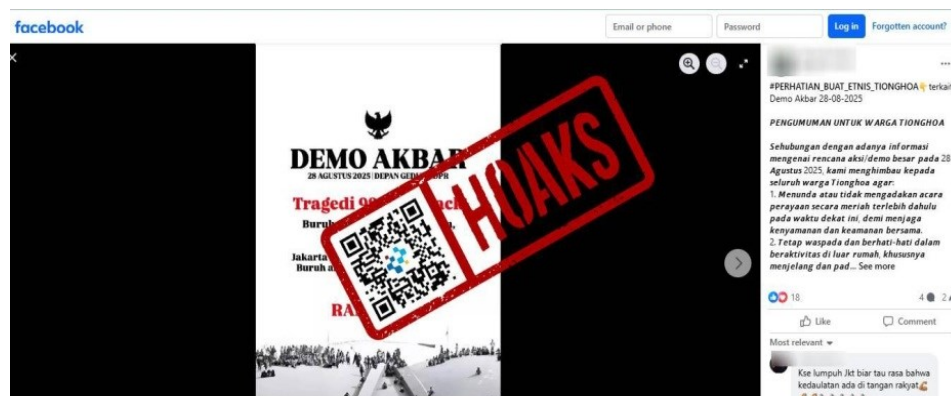 facebook
Email or phone
Password
Log in
Forgotten account?
DEMO AKBAR
28 AGUSTUS 2025 | DEPAN
Tragedi
HOAKS
#PERHATIAN_BUAT_ETNIS_TIONGHOA👇 terkait
Demo Akbar 28-08-2025
PENGUMUMAN UNTUK WARGA TIONGHOA
Sehubungan dengan adanya informasi
mengenai rencana aksi/demo besar pada 28
Agustus 2025, kami menghimbau kepada
seluruh warga Tionghoa agar:
1. Menunda atau tidak mengadakan acara
perayaan secara meriah terlebih dahulu
pada waktu dekat ini, demi menjaga
kenyamanan dan keamanan bersama.
2. Tetap waspada dan berhati-hati dalam
beraktivitas di luar rumah, khususnya
menjelang dan pad... See more
18
4
2
Like
Comment
Most relevant
Kse lumpuh Jkt biar tau rasa bahwa
kedaulatan ada di tangan rakyat